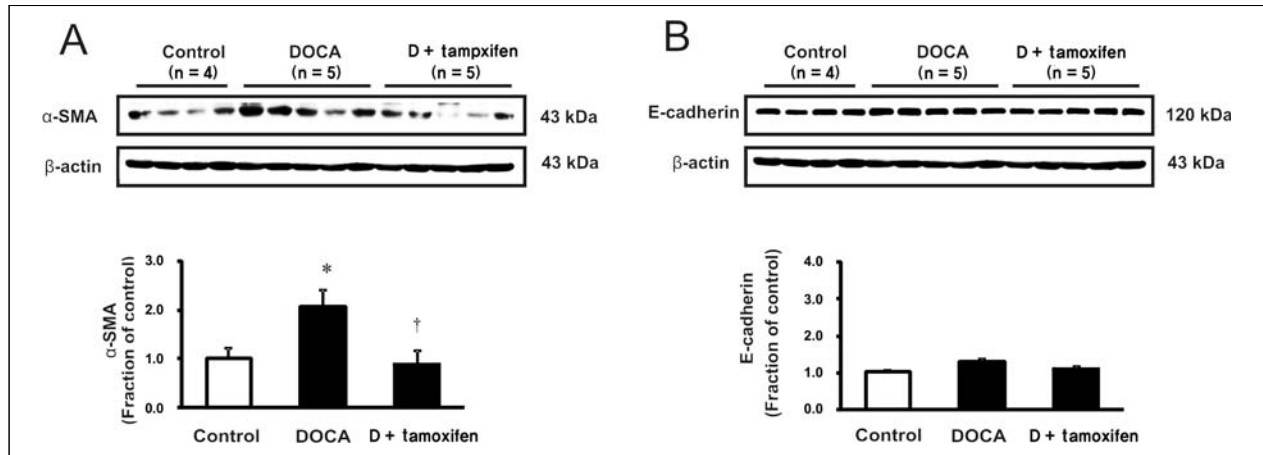 A
Control
(n = 4)
DOCA
(n = 5)
D + tampxifen
(n = 5)
α-SMA
43 kDa
β-actin
43 kDa
3.0
2.0
1.0
0.0
α-SMA
(Fraction of control)
*
†
Control
DOCA
D + tamoxifen
B
Control
(n = 4)
DOCA
(n = 5)
D + tamoxifen
(n = 5)
E-cadherin
120 kDa
β-actin
43 kDa
4.0
3.0
2.0
1.0
0.0
E-cadherin
(Fraction of control)
Control
DOCA
D + tamoxifen